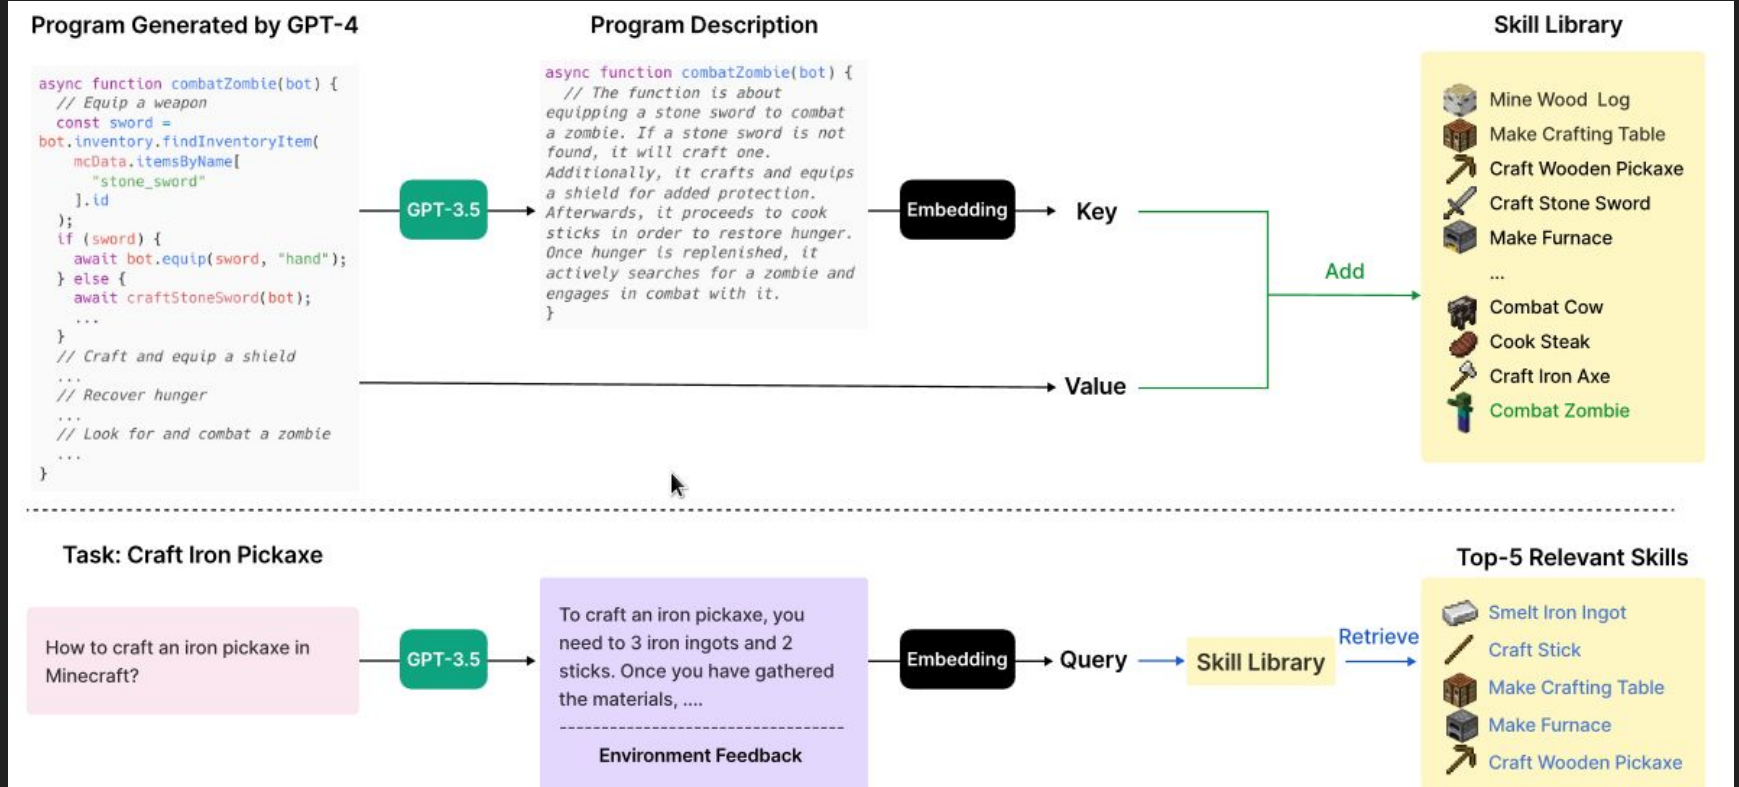 Program Generated by GPT-4
async function combatZombie(bot) {
// Equip a weapon
const sword =
bot.inventory.findInventoryItem(
mcData.itemsByName[
"stone_sword"
].id
);
if (sword) {
await bot.equip(sword, "hand");
} else {
await craftStoneSword(bot);
...
}
// Craft and equip a shield
...
// Recover hunger
...
// Look for and combat a zombie
...
}
GPT-3.5
Program Description
async function combatZombie(bot) {
// The function is about
equipping a stone sword to combat
a zombie. If a stone sword is not
found, it will craft one.
Additionally, it crafts and equips
a shield for added protection.
Afterwards, it proceeds to cook
sticks in order to restore hunger.
Once hunger is replenished, it
actively searches for a zombie and
engages in combat with it.
}
Embedding
Key
Value
Add
Skill Library
Mine Wood Log
Make Crafting Table
Craft Wooden Pickaxe
Craft Stone Sword
Make Furnace
...
Combat Cow
Cook Steak
Craft Iron Axe
Combat Zombie
Task: Craft Iron Pickaxe
How to craft an iron pickaxe in
Minecraft?
GPT-3.5
To craft an iron pickaxe, you
need to 3 iron ingots and 2
sticks. Once you have gathered
the materials, ....
Environment Feedback
Embedding
Query
Skill Library
Retrieve
Top-5 Relevant Skills
Smelt Iron Ingot
Craft Stick
Make Crafting Table
Make Furnace
Craft Wooden Pickaxe